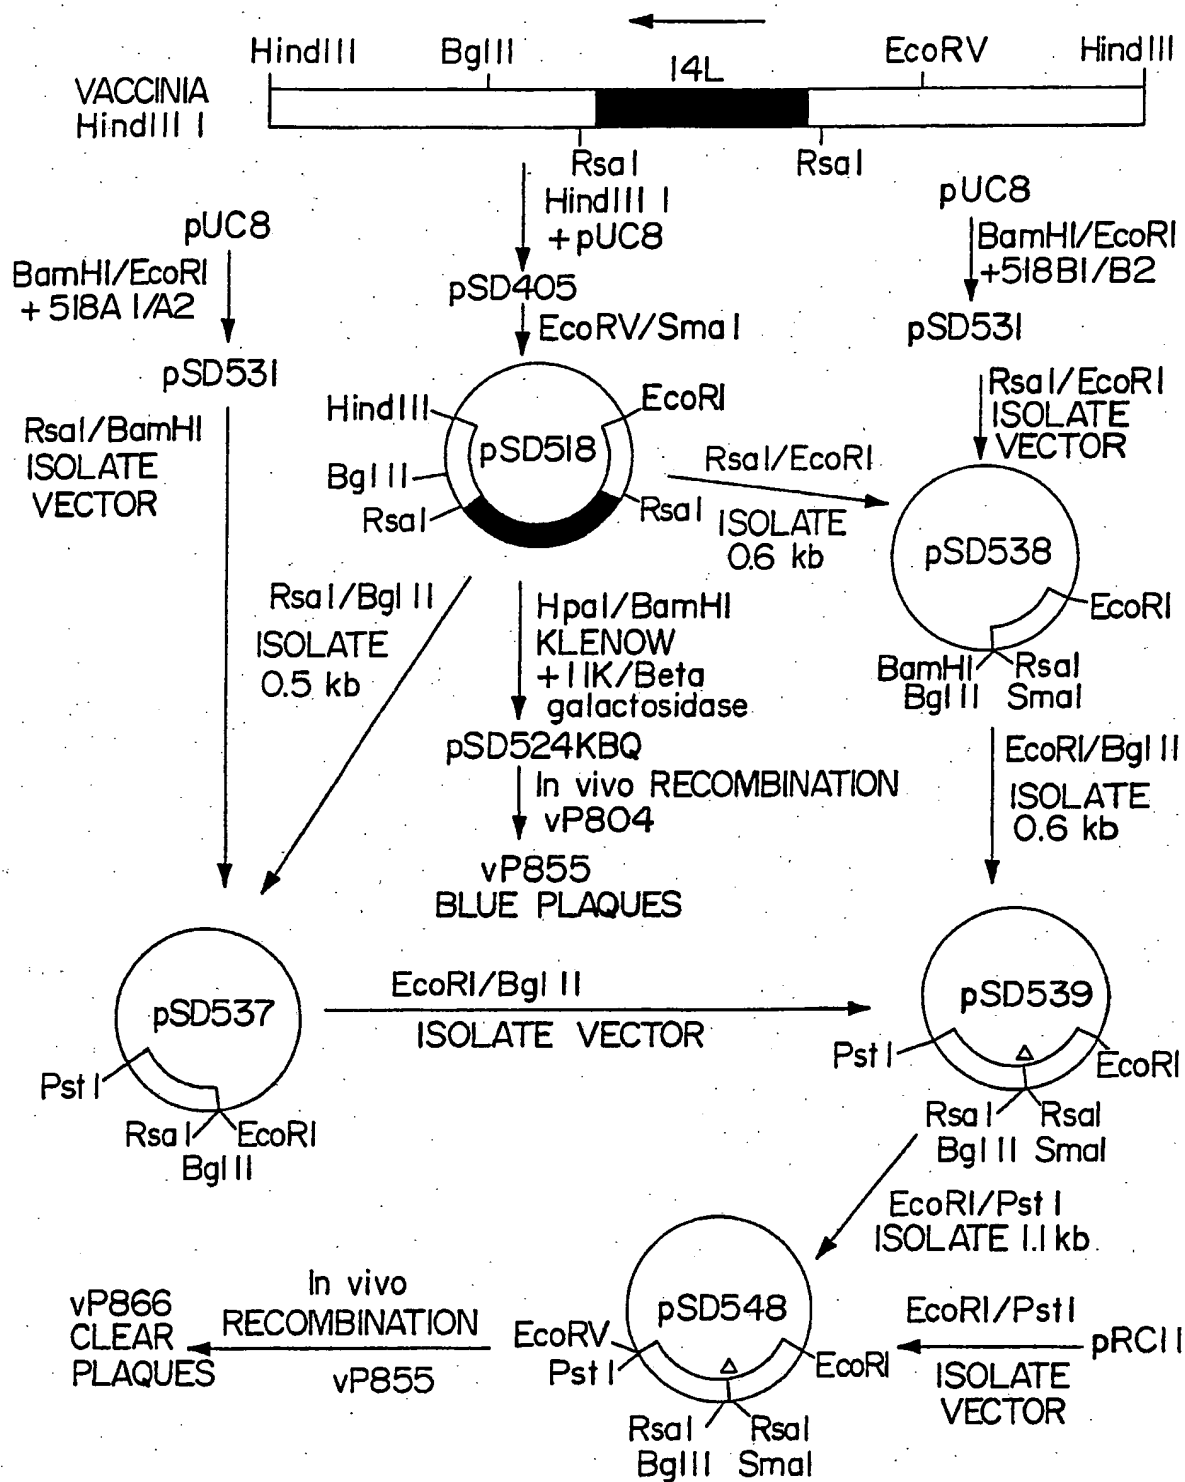 HindIII
BglII
I4L
EcoRV
HindIII
VACCINIA
HindIII I
RsaI
RsaI
pUC8
BamHI/EcoRI
+518A1/A2
pSD531
RsaI/BamHI
ISOLATE
VECTOR
HindIII I
+pUC8
pSD405
EcoRV/SmaI
HindIII
EcoRI
pSD518
BglII
RsaI
RsaI
pUC8
BamHI/EcoRI
+518B1/B2
pSD531
RsaI/EcoRI
ISOLATE
VECTOR
RsaI/EcoRI
ISOLATE
0.6 kb
pSD538
EcoRI
BamHI
RsaI
BglII
SmaI
RsaI/BglII
ISOLATE
0.5 kb
HpaI/BamHI
KLENOW
+11K/Beta
galactosidase
pSD524KBQ
In vivo RECOMBINATION
vP804
vP855
BLUE PLAQUES
EcoRI/BglII
ISOLATE
0.6 kb
pSD537
PstI
RsaI
EcoRI
BglII
EcoRI/BglII
ISOLATE VECTOR
pSD539
PstI
Δ
EcoRI
RsaI
RsaI
BglII
SmaI
EcoRI/PstI
ISOLATE 1.1kb
vP866
CLEAR
PLAQUES
In vivo
RECOMBINATION
vP855
pSD548
EcoRV
PstI
Δ
EcoRI
RsaI
RsaI
BglII
SmaI
EcoRI/PstI
pRC11
ISOLATE
VECTOR